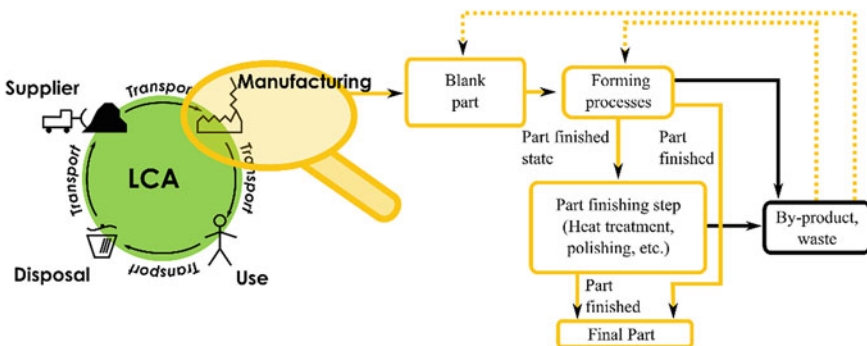 Supplier
Transport
Manufacturing
Transport
LCA
Transport
Disposal
Transport
Use
Blank
part
Forming
processes
Part finished
state
Part
finished
Part finishing step
(Heat treatment,
polishing, etc.)
By-product,
waste
Part
finished
Final Part